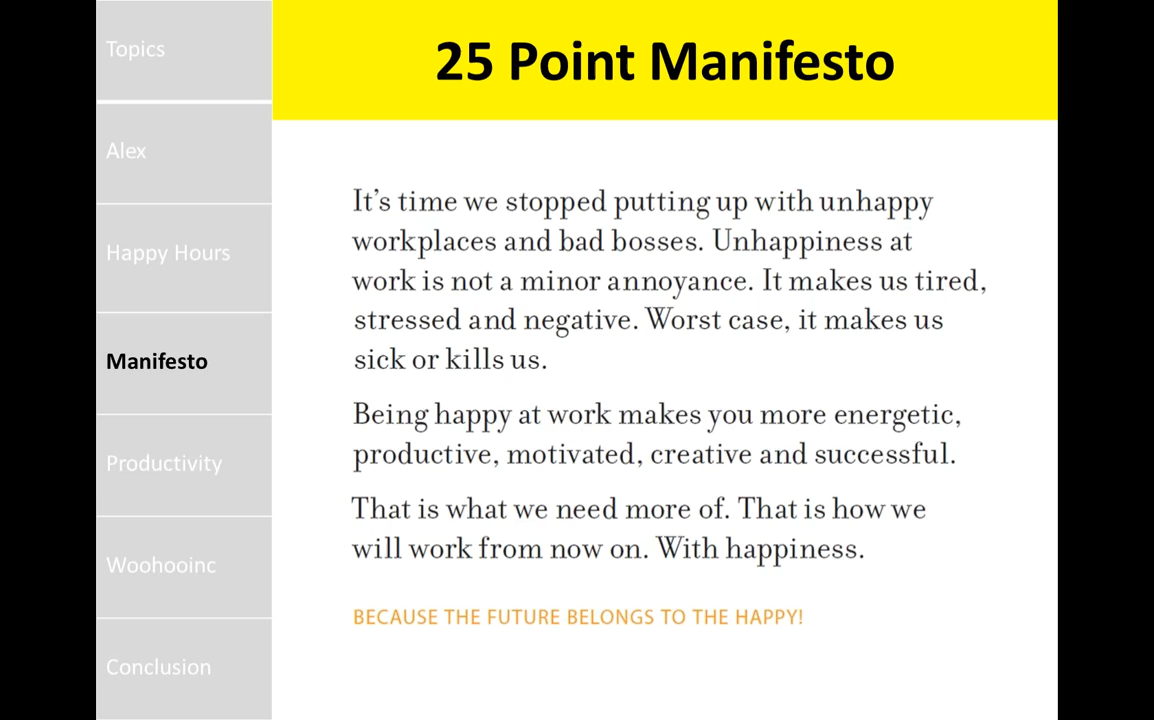 Topics
Alex
Happy Hours
Manifesto
Productivity
Woohooinc
Conclusion
25 Point Manifesto
It's time we stopped putting up with unhappy
workplaces and bad bosses. Unhappiness at
work is not a minor annoyance. It makes us tired,
stressed and negative. Worst case, it makes us
sick or kills us.
Being happy at work makes you more energetic,
productive, motivated, creative and successful.
That is what we need more of. That is how we
will work from now on. With happiness.
BECAUSE THE FUTURE BELONGS TO THE HAPPY!